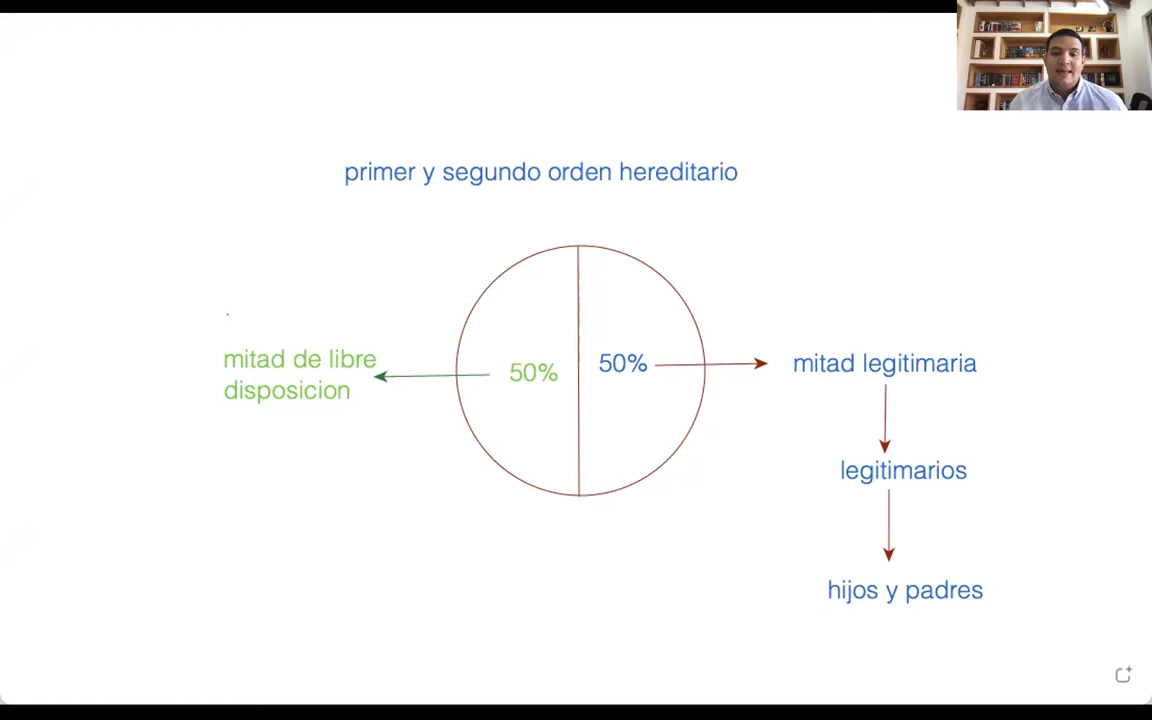 primer y segundo orden hereditario
mitad de libre
disposicion
50%
50%
mitad legitimaria
legitimarios
hijos y padres